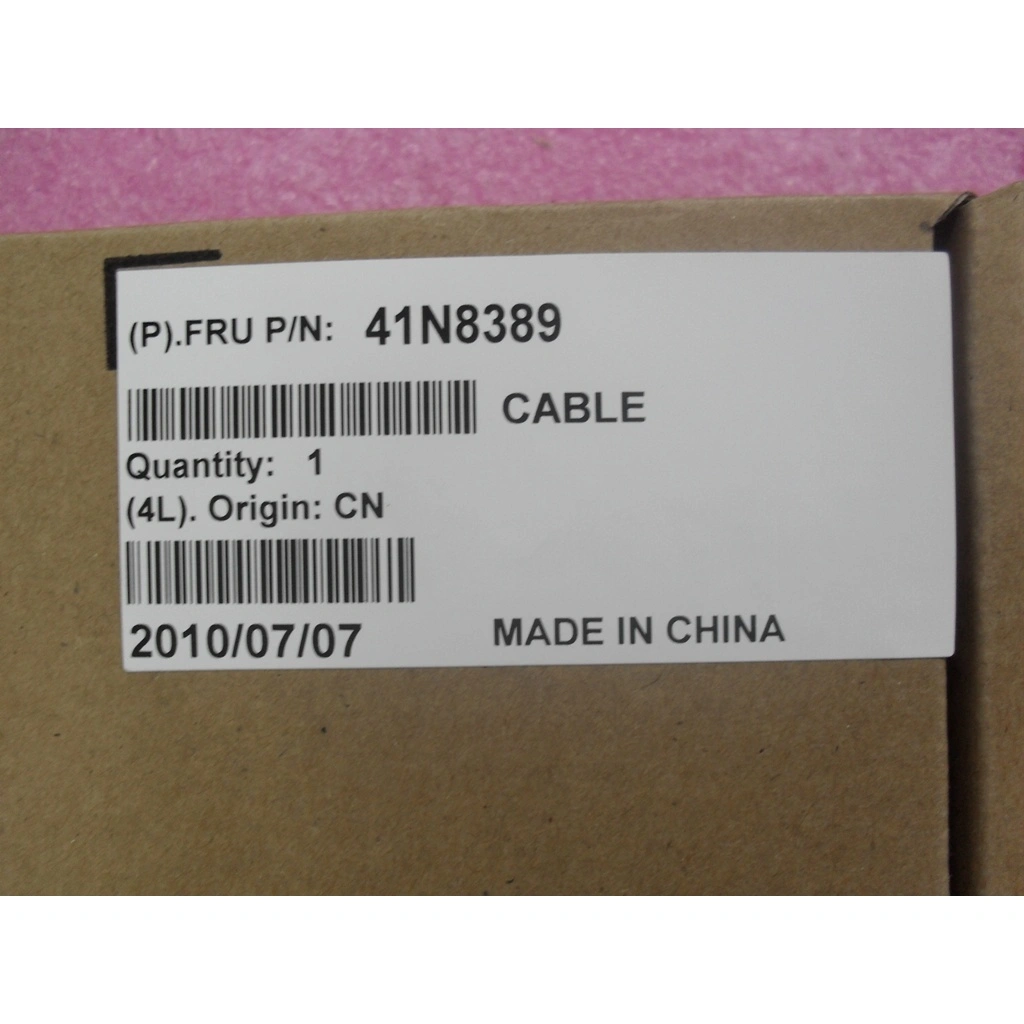 (P).FRU P/N: 41N8389
CABLE
Quantity: 1
(4L). Origin: CN
2010/07/07
MADE IN CHINA